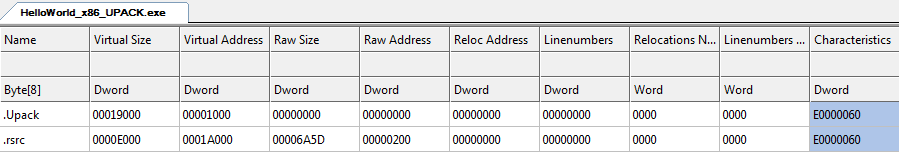 HelloWorld_x86_UPACK.exe
Name Virtual Size Virtual Address Raw Size Raw Address Reloc Address Linenumbers Relocations N... Linenumbers ... Characteristics
Byte[8] Dword Dword Dword Dword Dword Dword Word Word Dword
.Upack 00019000 00001000 00000000 00000000 00000000 00000000 0000 0000 E0000060
.rsrc 0000E000 0001A000 00006A5D 00000200 00000000 00000000 0000 0000 E0000060